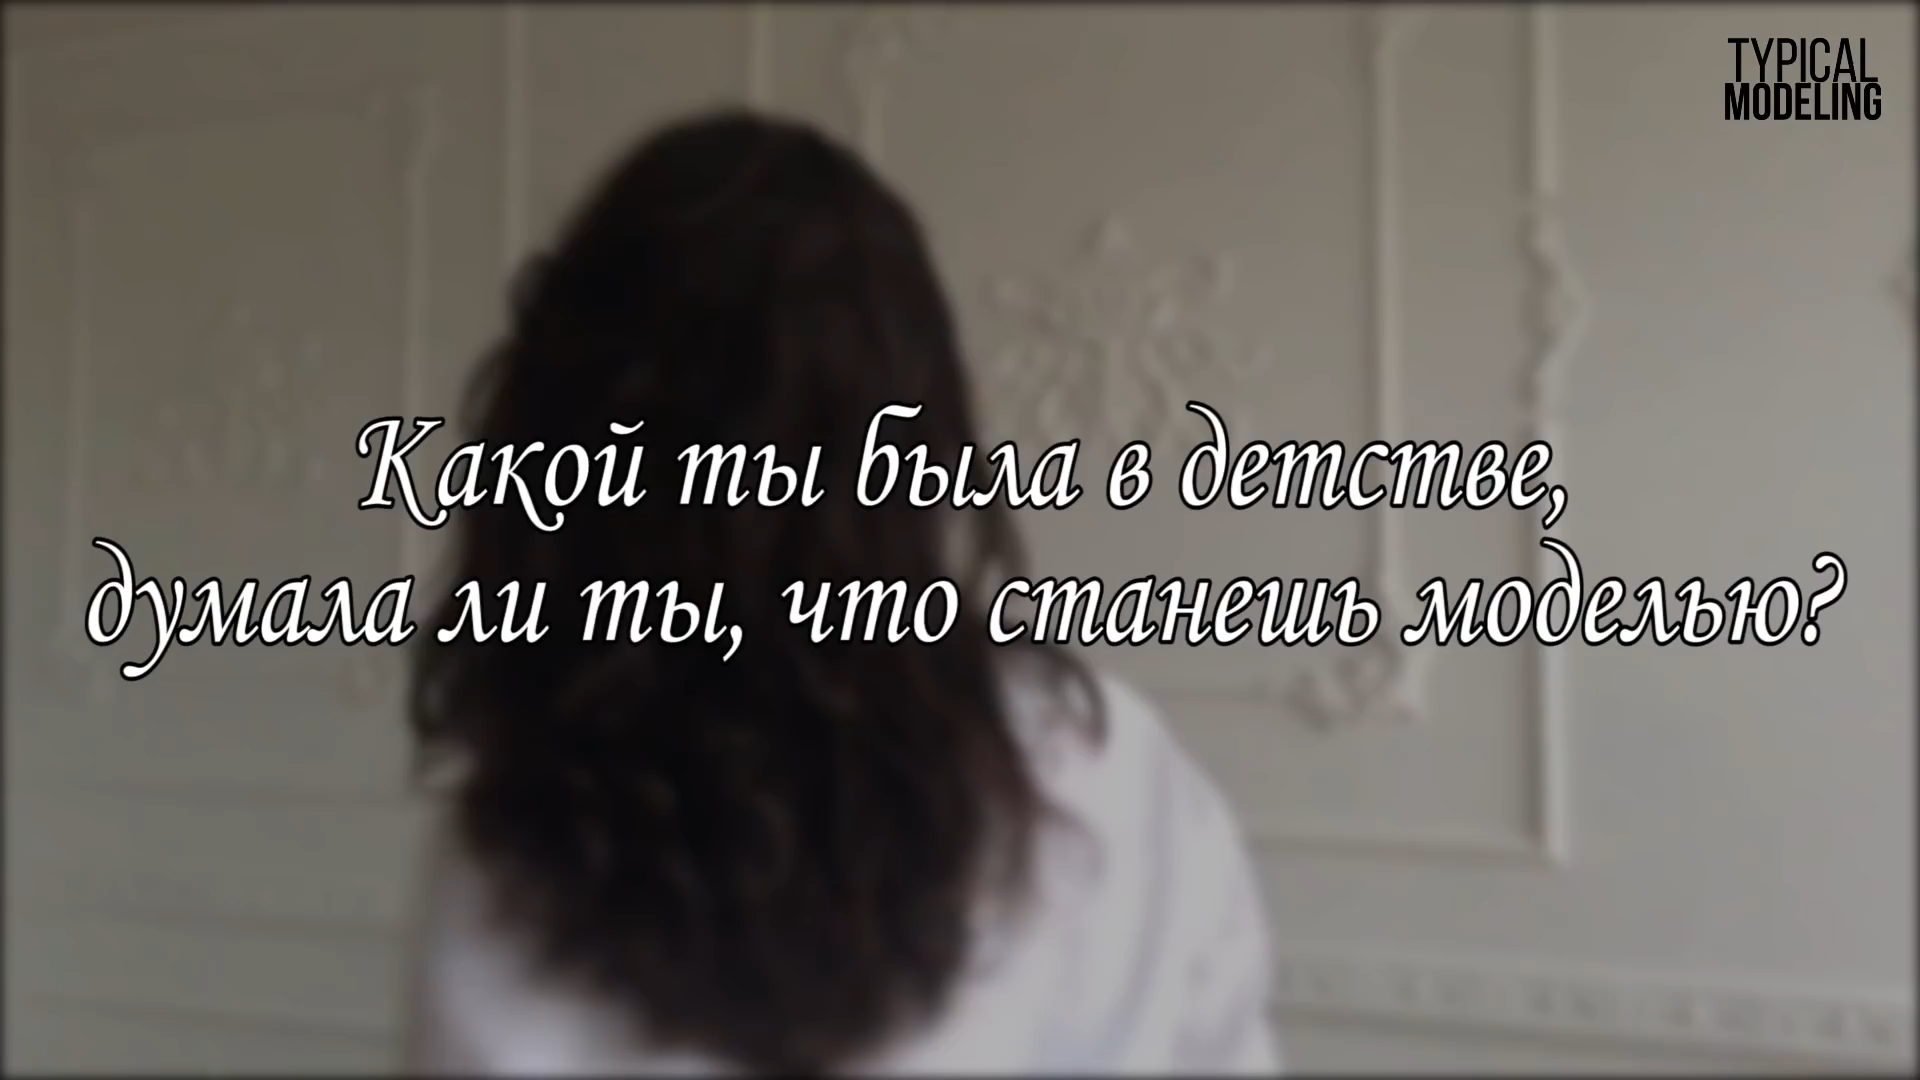 TYPICAL
MODELING
Какой ты была в детстве,
думала ли ты, что станешь моделью?